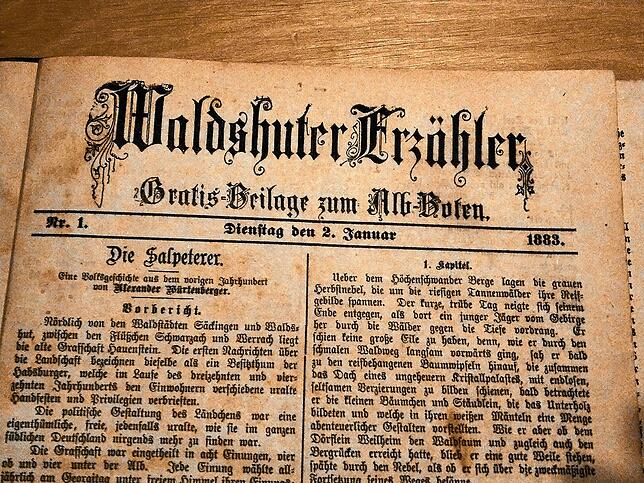 Waldshuter Erzähler.
Gratis-Beilage zum Alb-Boten.
Nr. 1.
Dienstag den 2. Januar
1883.
Die Salpeterer.
Eine Volksgeschichte aus dem vorigen Jahrhundert
von Alexander Würtenberger.
Vorbericht.
Nördlich von den Waldstädten Säckingen und Walds-
hut, zwischen den Flüßchen Schwarzach und Werrach liegt
die alte Grafschaft Hauenstein. Die ersten Nachrichten über
die Landschaft bezeichnen dieselbe als ein Besitzthum der
Habsburger, welche im Laufe des dreizehnten und vier-
zehnten Jahrhunderts den Einwohnern verschiedene uralte
Handfesten und Privilegien verbrieften.
Die politische Gestaltung des Ländchens war eine
eigenthümliche, freie, jedenfalls uralte, wie sie im ganzen
südlichen Deutschland nirgends mehr zu finden war.
Die Grafschaft war eingetheilt in acht Einungen, vier
ob und vier unter der Alb. Jede Einung wählte all-
jährlich am Georgitag unter freiem Himmel ihren
1. Kapitel.
Ueber dem Höchenschwander Berge lagen die grauen
Herbstnebel, die um die riesigen Tannenwälder ihre Reif-
gebilde spannen. Der kurze, trübe Tag neigte sich seinem
Ende entgegen, als dort ein junger Jäger vom Gebirge
her durch die Wälder gegen die Tiefe vordrang. Er
schien keine große Eile zu haben, denn, wie er durch den
schmalen Waldweg langsam vorwärts ging, sah er bald
zu den reifbehangenen Baumwipfeln hinauf, die zusammen
das Dach eines ungeheuern Krystallpalastes, mit endlosen,
seltsamen Verzierungen zu bilden schienen, bald betrachtete
er die kleinen Bäumchen und Stäudlein, die das Unterholz
bildeten und welche in ihren weißen Mänteln eine Menge
abenteuerlicher Gestalten vorstellten. Wie er aber ob dem
Dörflein Weilheim den Waldsaum und zugleich auch den
Bergrücken erreicht hatte, blieb er eine gute Weile stehen,
spähte durch den Nebel, als ob er sich über die zweckmäßigste
Fortsetzung seines Weges